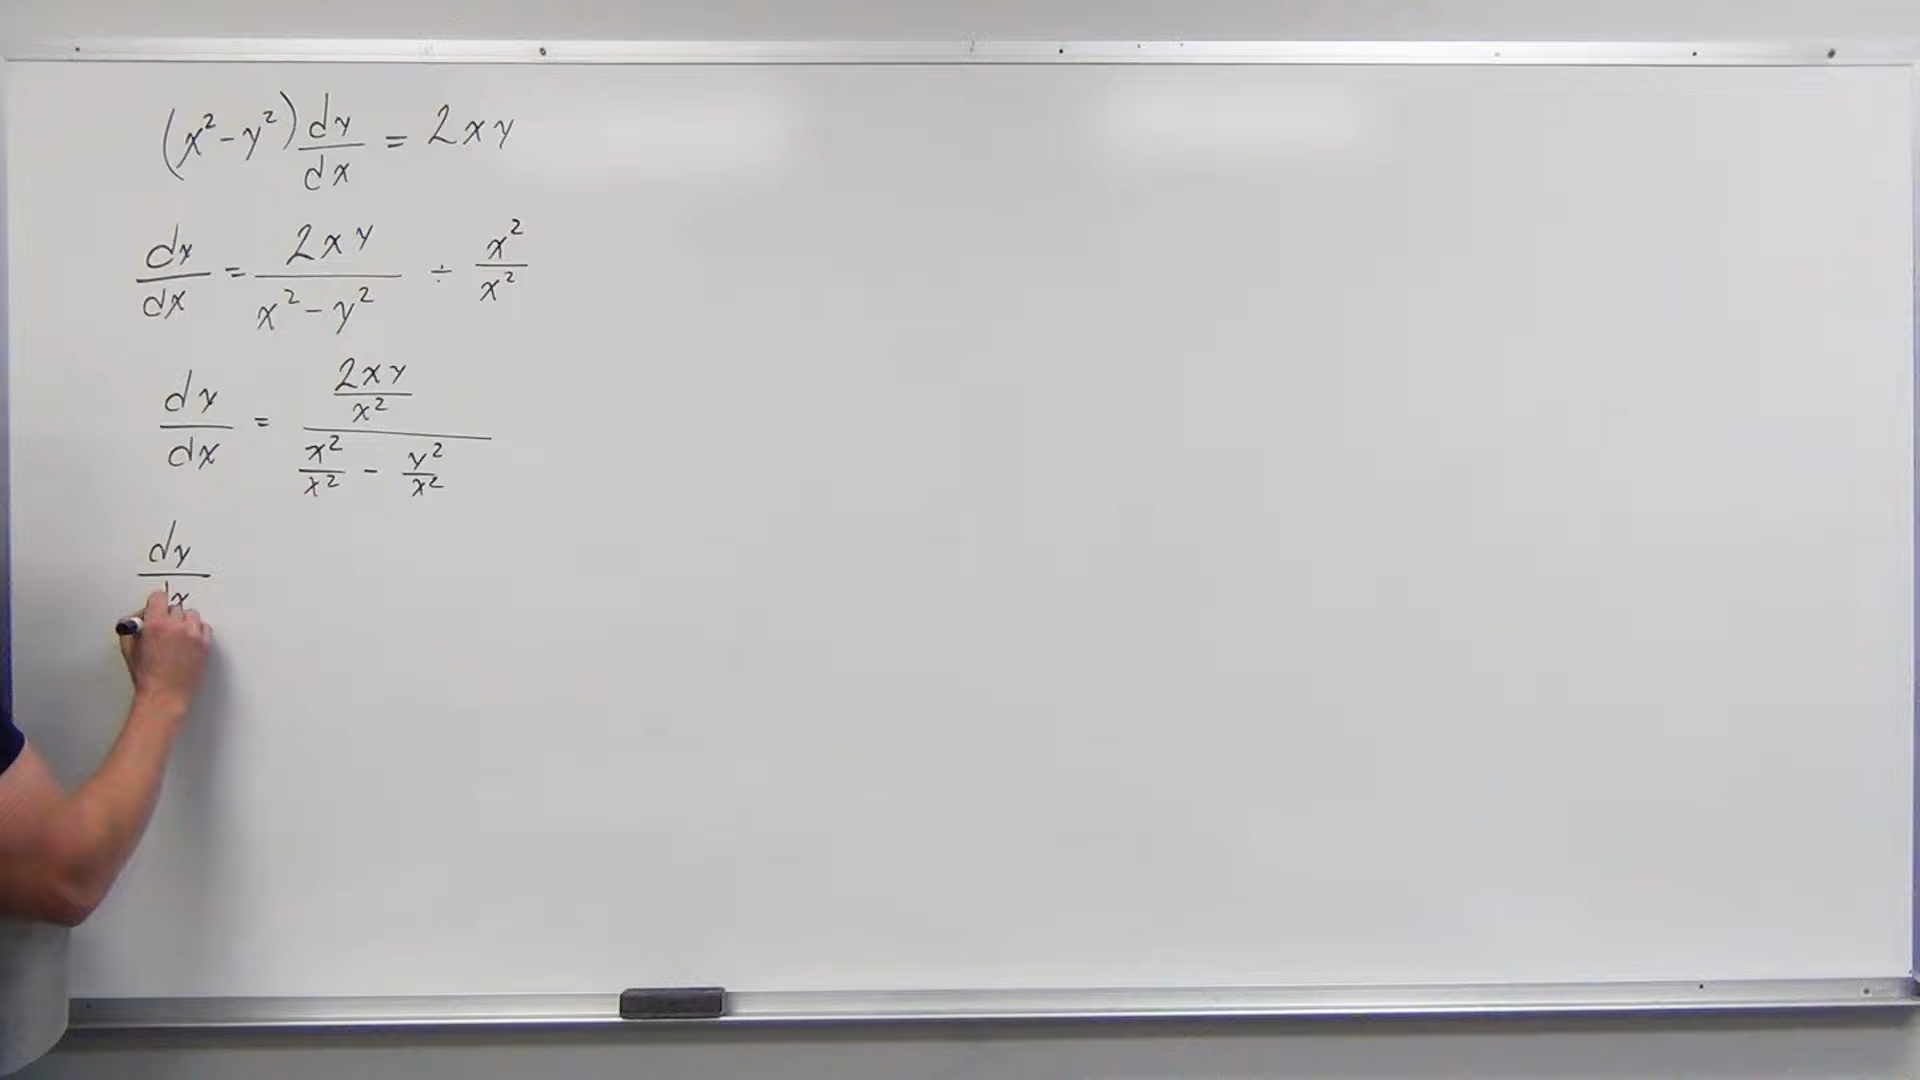 (x²-y²) dy/dx = 2xy
dy/dx = 2xy/(x²-y²) ÷ x²/x²
dy/dx = (2xy/x²)/(x²/x² - y²/x²)
dy/dx